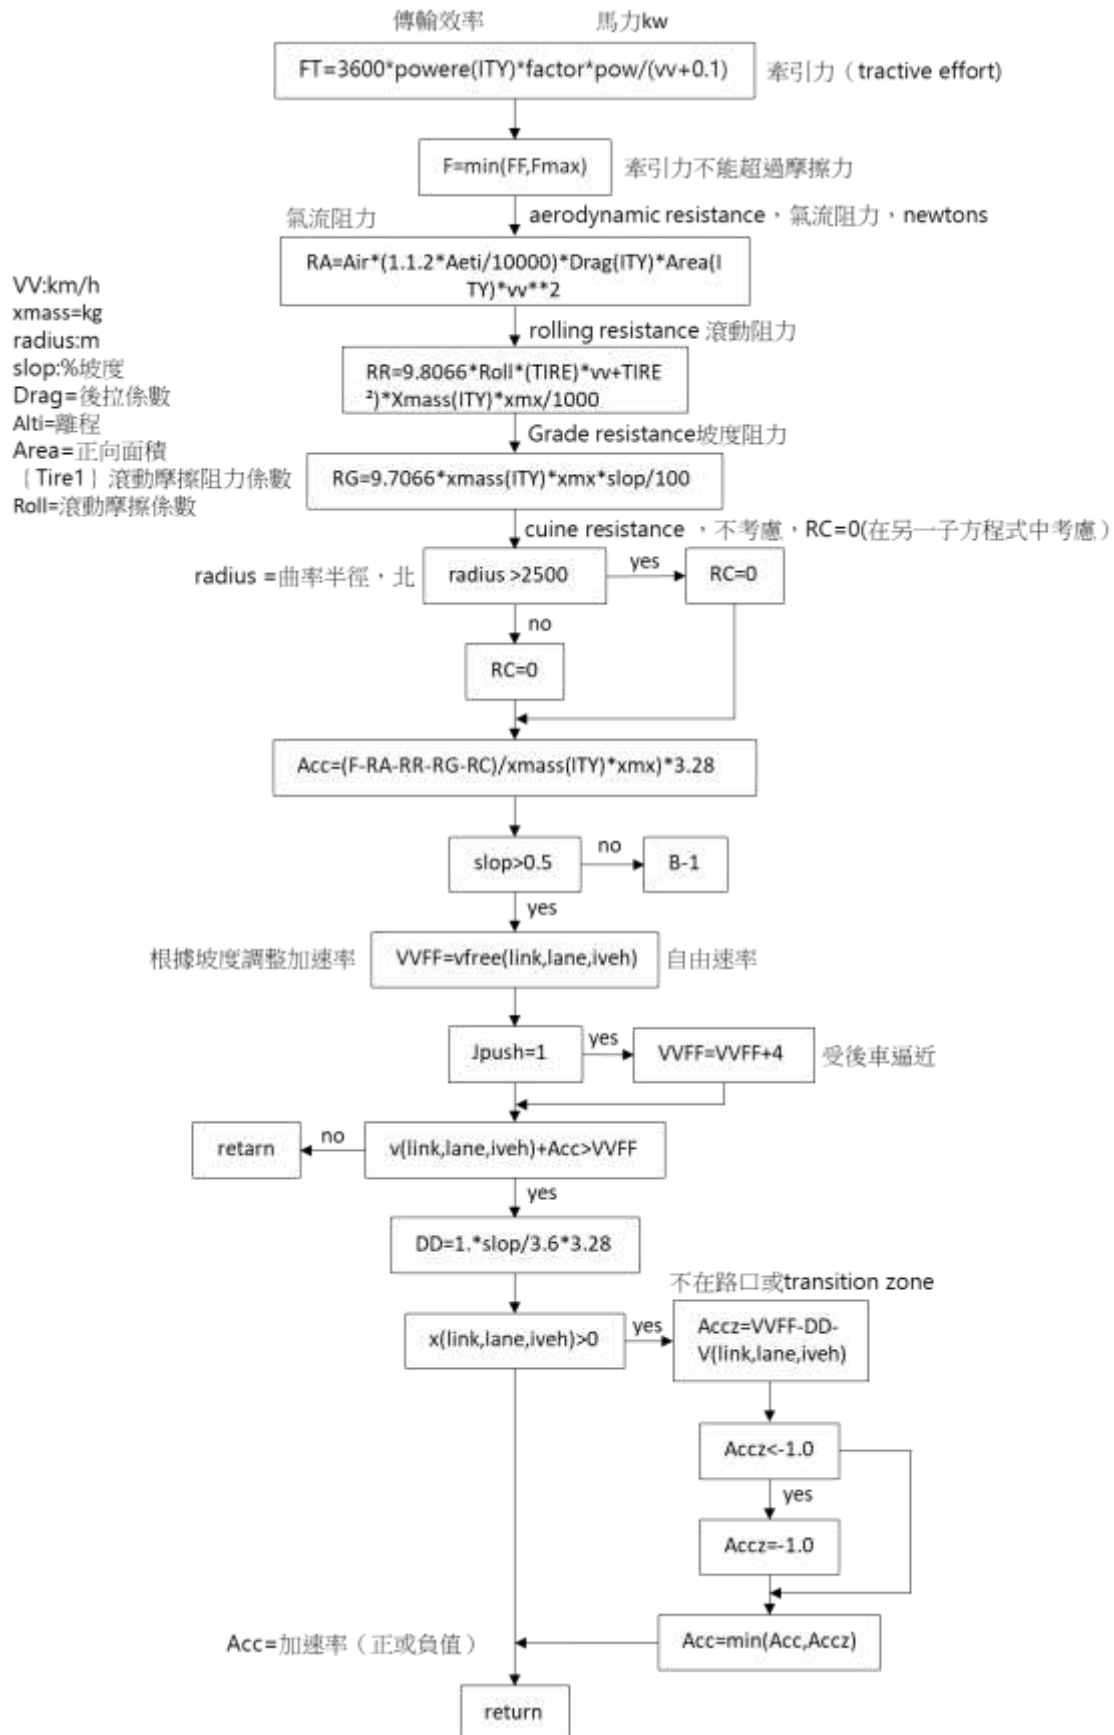 傳輸效率 馬力kw
FT=3600*powere(ITY)*factor*pow/(vv+0.1)
牽引力（tractive effort)
F=min(FF,Fmax)
牽引力不能超過摩擦力
氣流阻力
aerodynamic resistance，氣流阻力，newtons
RA=Air*(1.1.2*Aeti/10000)*Drag(ITY)*Area(I
TY)*vv**2
VV:km/h
xmass=kg
radius:m
slop:%坡度
Drag=後拉係數
Alti=離程
Area=正向面積
｛Tire1｝滾動摩擦阻力係數
Roll=滾動摩擦係數
rolling resistance 滾動阻力
RR=9.8066*Roll*(TIRE)*vv+TIRE
²)*Xmass(ITY)*xmx/1000
Grade resistance坡度阻力
RG=9.7066*xmass(ITY)*xmx*slop/100
cuine resistance ，不考慮，RC=0(在另一子方程式中考慮）
radius =曲率半徑，北
radius >2500
yes
RC=0
no
RC=0
Acc=(F-RA-RR-RG-RC)/xmass(ITY)*xmx)*3.28
slop>0.5
no
B-1
yes
根據坡度調整加速率
VVFF=vfree(link,lane,iveh)
自由速率
Jpush=1
yes
VVFF=VVFF+4
受後車逼近
retarn
no
v(link,lane,iveh)+Acc>VVFF
yes
DD=1.*slop/3.6*3.28
不在路口或transition zone
x(link,lane,iveh)>0
yes
Accz=VVFF-DD-
V(link,lane,iveh)
Accz<-1.0
yes
Accz=-1.0
Acc=加速率（正或負值）
Acc=min(Acc,Accz)
return